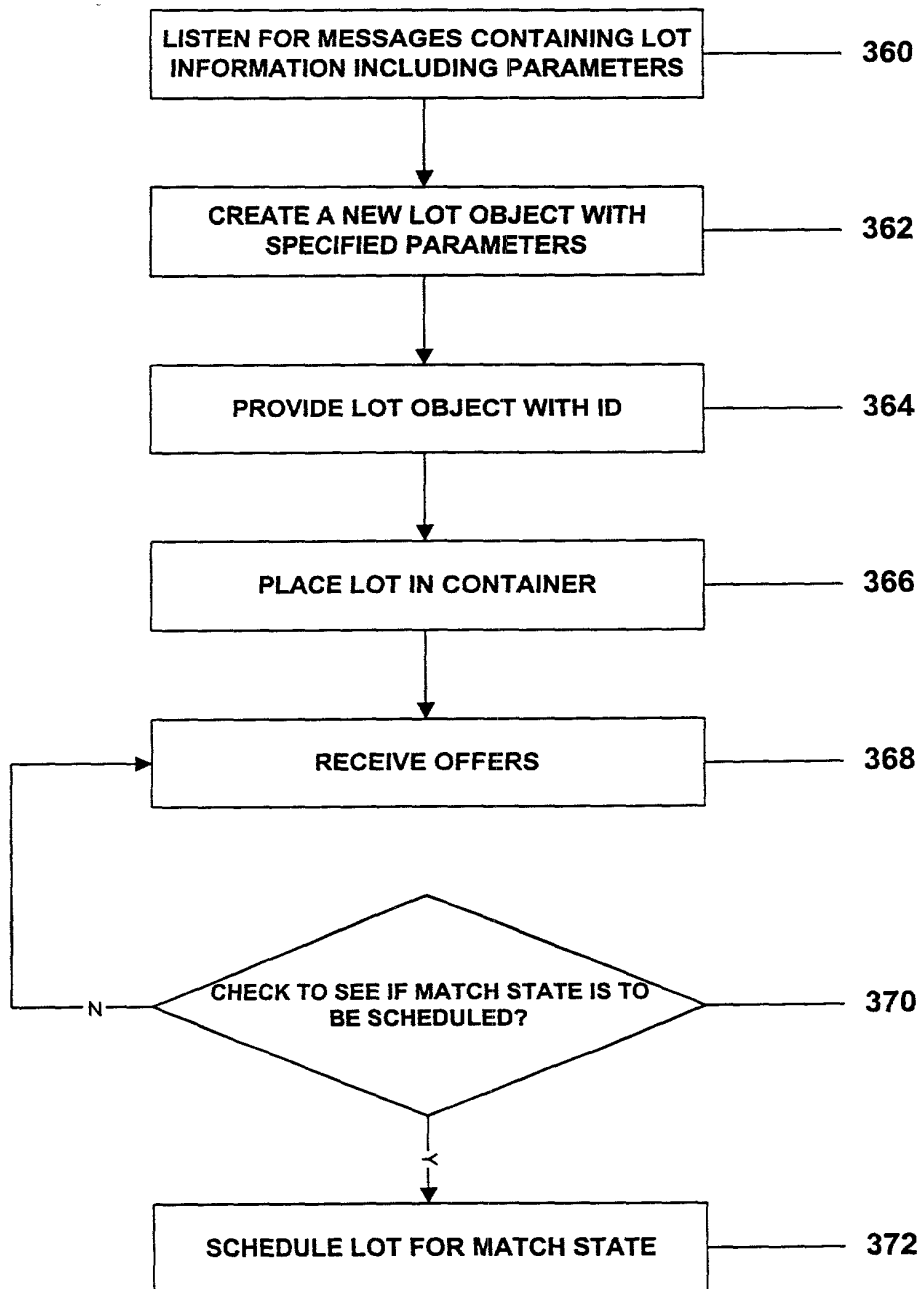 LISTEN FOR MESSAGES CONTAINING LOT
INFORMATION INCLUDING PARAMETERS
360
CREATE A NEW LOT OBJECT WITH
SPECIFIED PARAMETERS
362
PROVIDE LOT OBJECT WITH ID
364
PLACE LOT IN CONTAINER
366
RECEIVE OFFERS
368
CHECK TO SEE IF MATCH STATE IS TO
BE SCHEDULED?
370
N
Y
SCHEDULE LOT FOR MATCH STATE
372